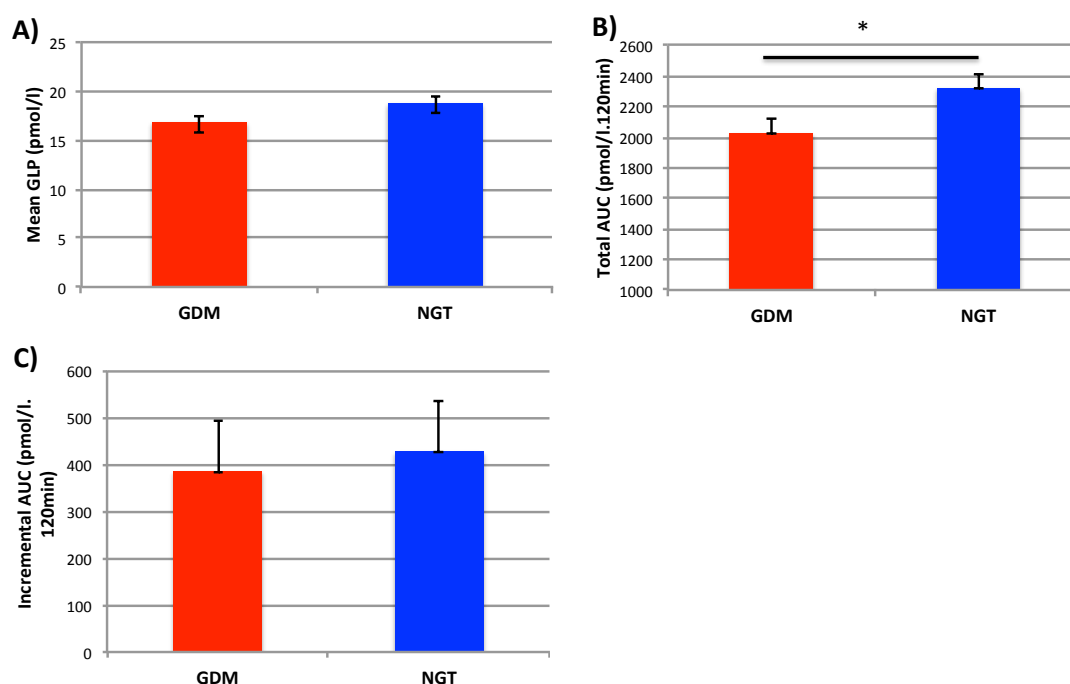 A)
Mean GLP (pmol/l)
25
20
15
10
5
0
GDM NGT
B)
*
Total AUC (pmol/l.120min)
2600
2400
2200
2000
1800
1600
1400
1200
1000
GDM NGT
C)
Incremental AUC (pmol/l.
120min)
600
500
400
300
200
100
0
GDM NGT